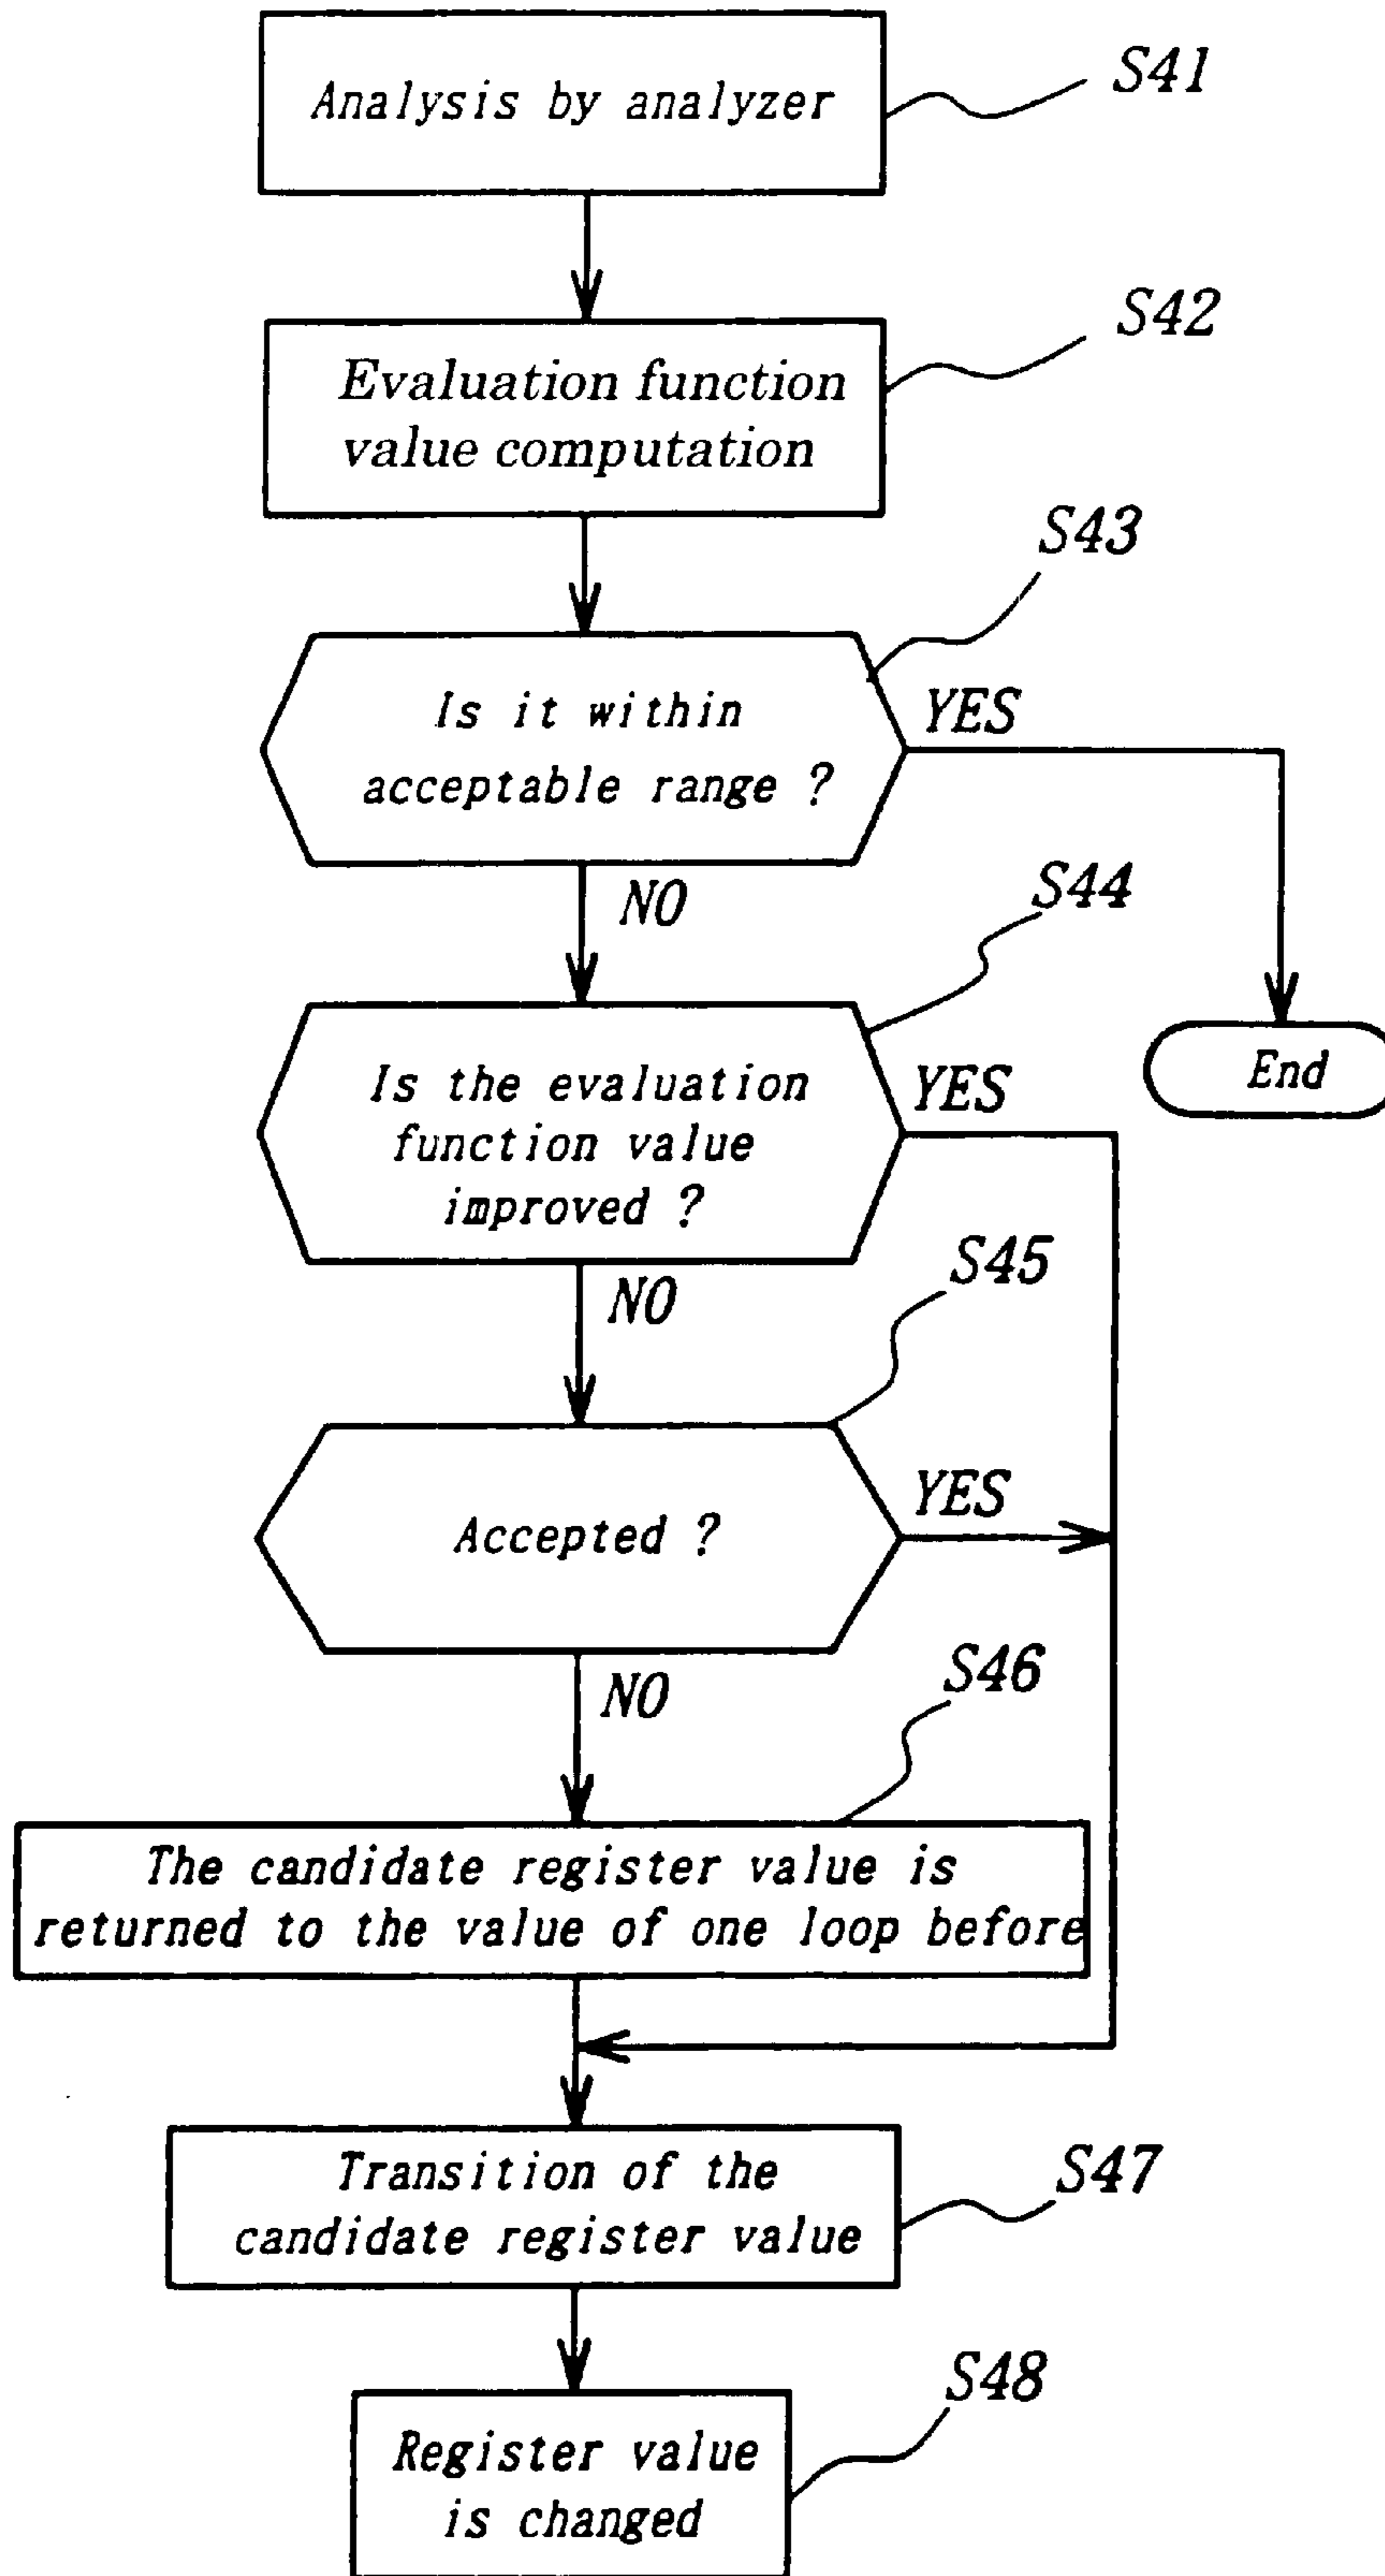 Analysis by analyzer
S41
S42
Evaluation function
value computation
S43
Is it within
acceptable range ?
YES
NO
S44
End
Is the evaluation
function value
improved ?
YES
NO
S45
Accepted ?
YES
NO
S46
The candidate register value is
returned to the value of one loop before
Transition of the
candidate register value
S47
S48
Register value
is changed